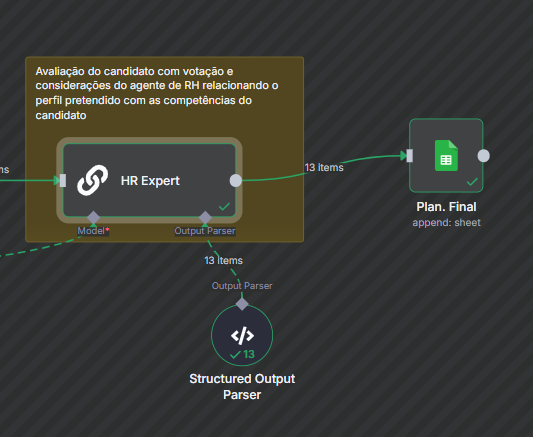 Avaliação do candidato com votação e
considerações do agente de RH relacionando o
perfil pretendido com as competências do
candidato
ms
HR Expert
13 items
Model*
Output Parser
Plan. Final
append: sheet
13 items
Output Parser
13
Structured Output
Parser